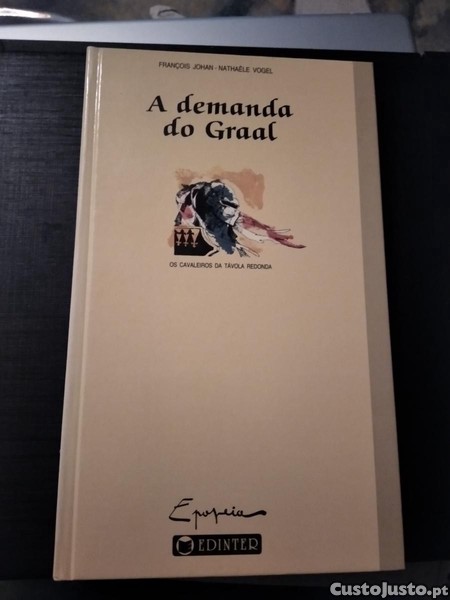 FRANÇOIS JOHAN - NATHAËLE VOGEL
A demanda
do Graal
OS CAVALEIROS DA TÁVOLA REDONDA
Epopeia
EDINTER
CustoJusto.pt